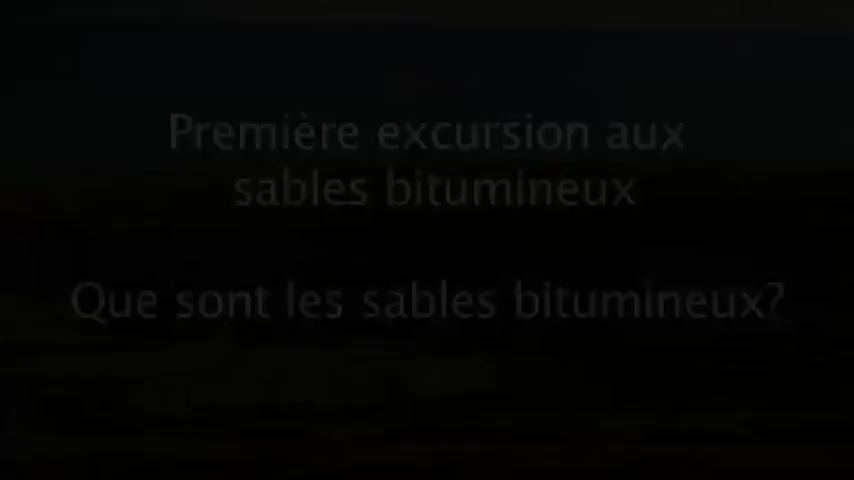 Première excursion aux
sables bitumineux
Que sont les sables bitumineux?